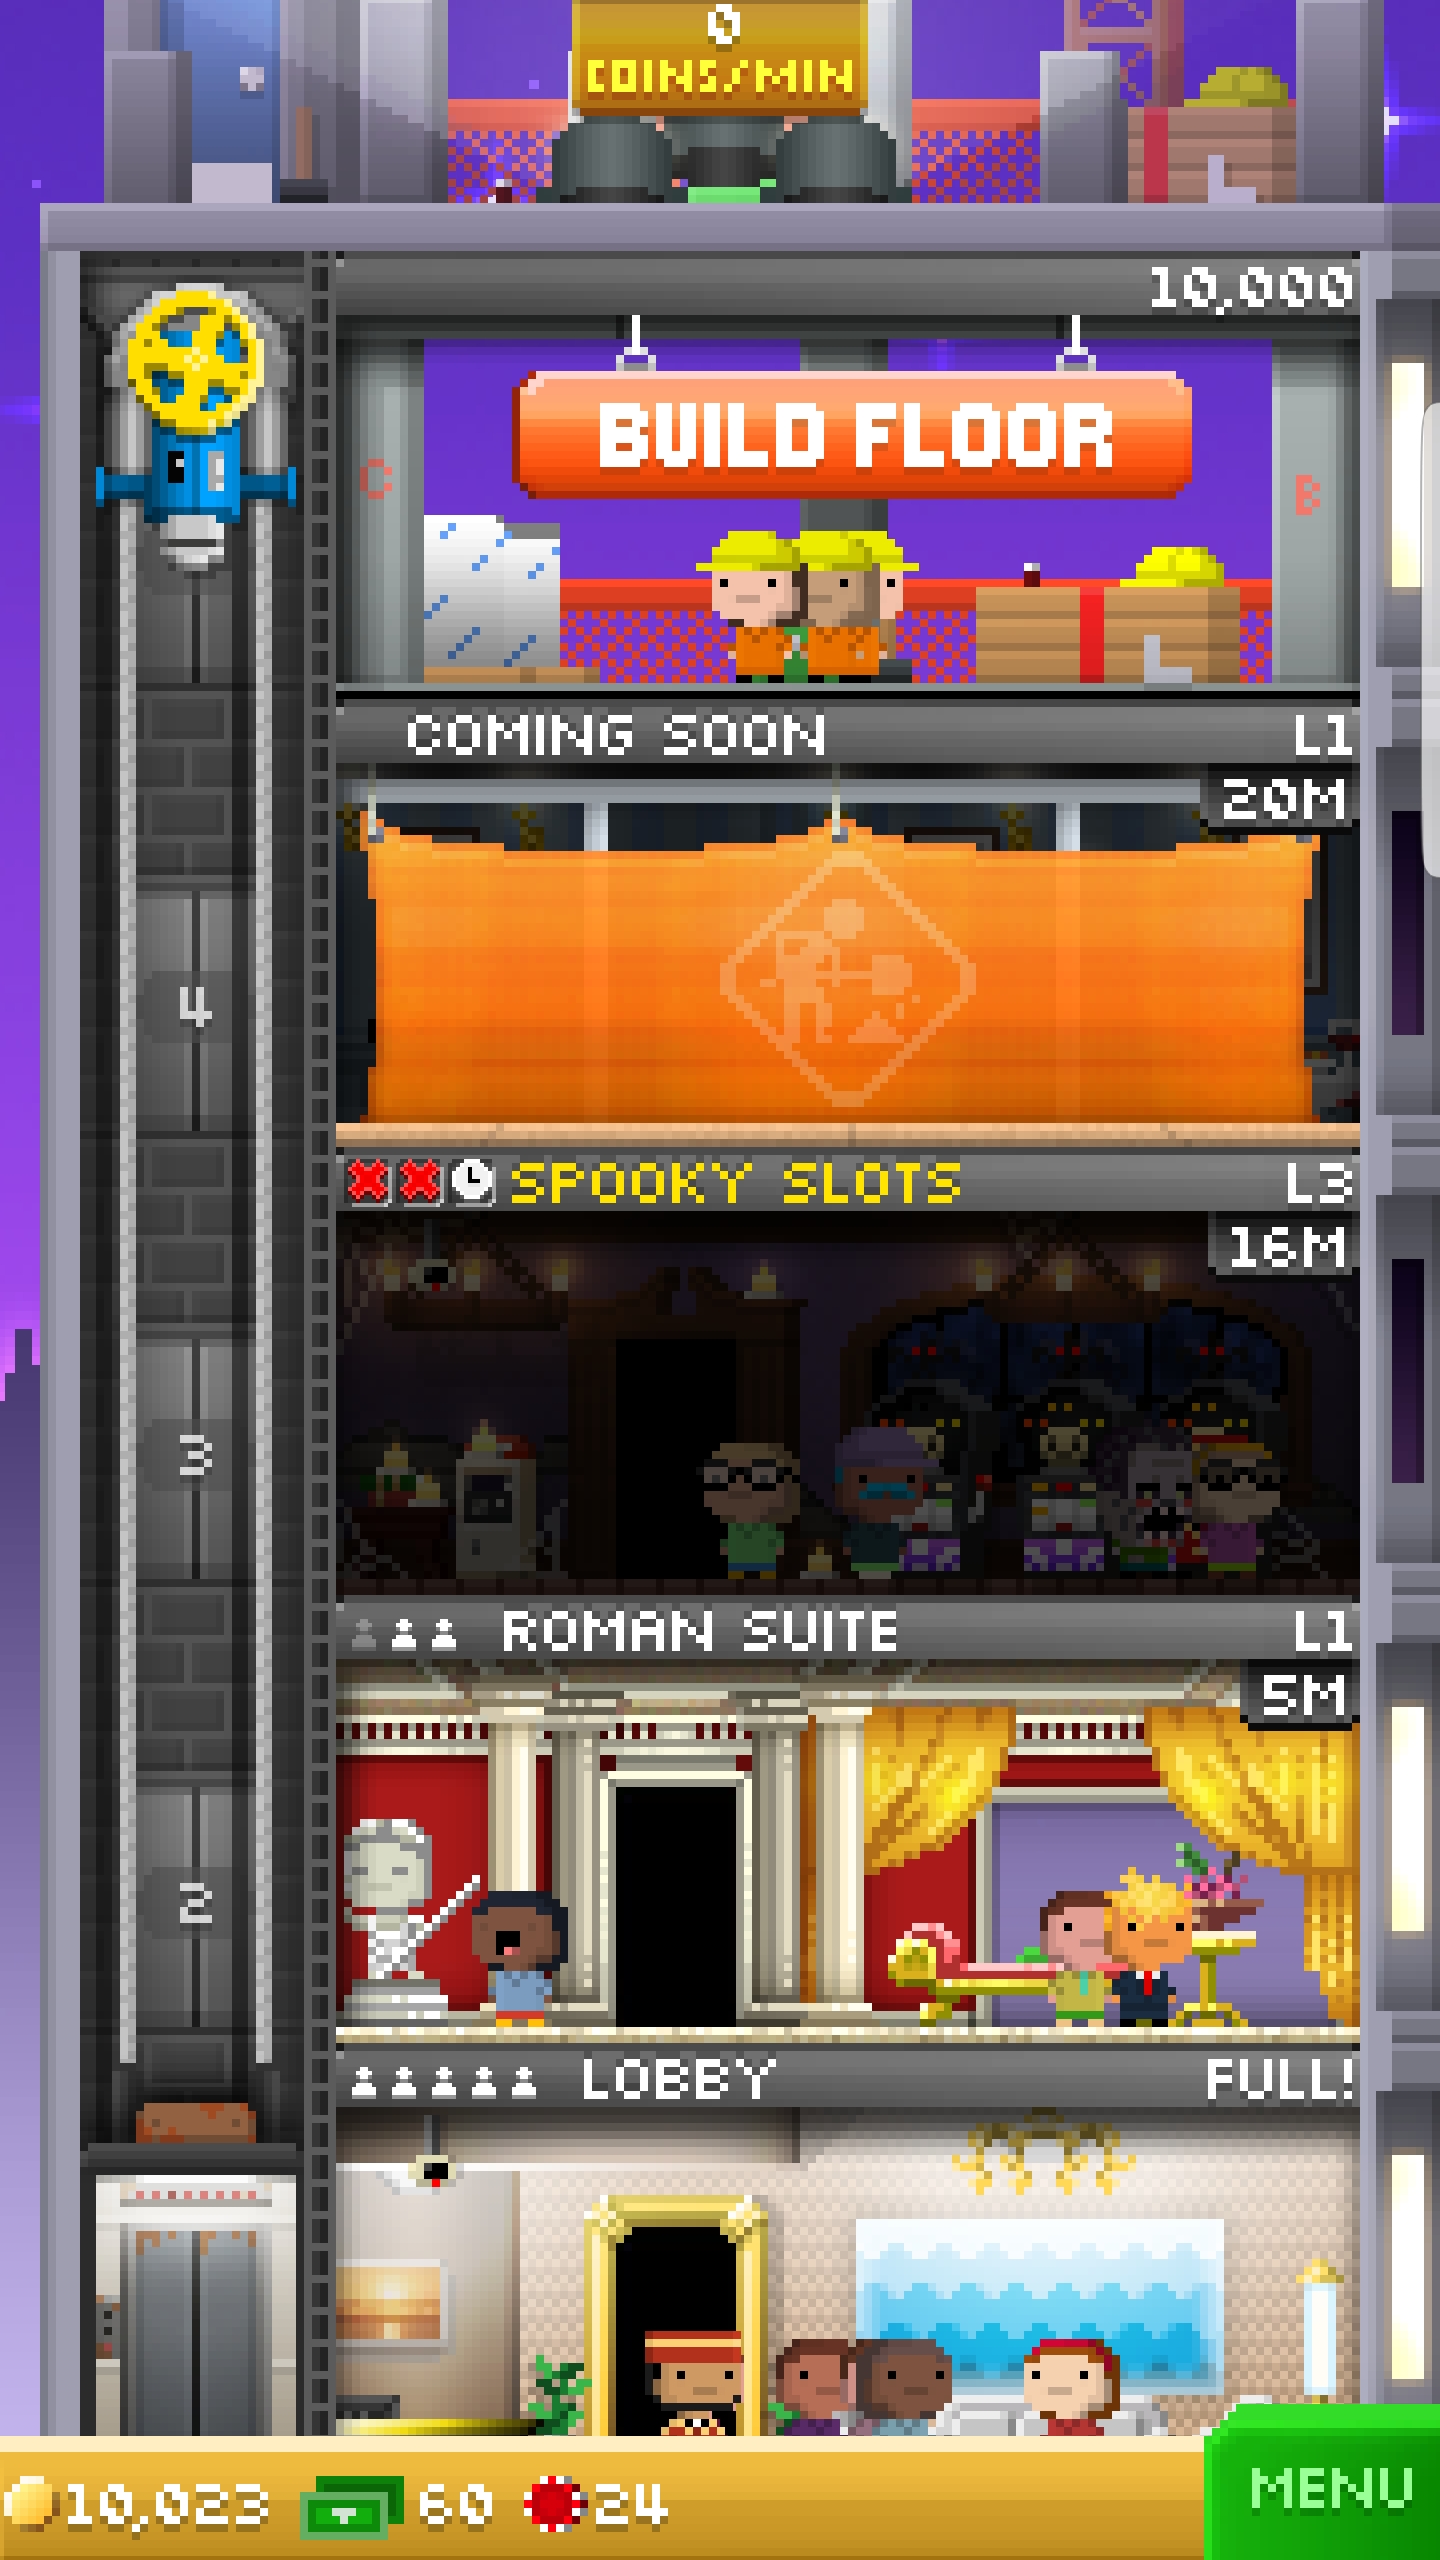 0
COINS/MIN
10,000
BUILD FLOOR
C
B
COMING SOON L1
20M
4
SPOOKY SLOTS L3
16M
3
ROMAN SUITE L1
5M
2
LOBBY FULL!
10,023 60 24
MENU